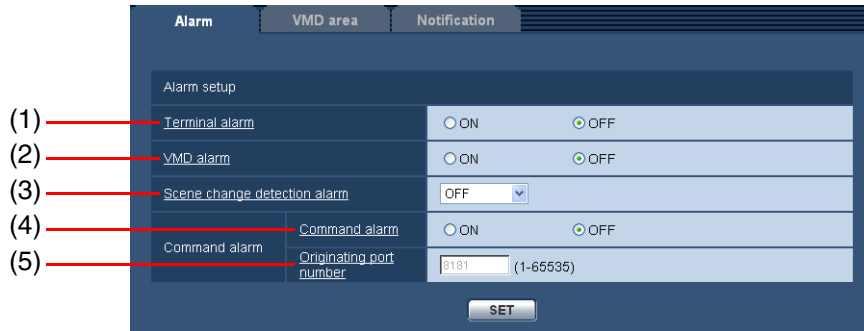 Alarm VMD area Notification
Alarm setup
(1) Terminal alarm ON OFF
(2) VMD alarm ON OFF
(3) Scene change detection alarm OFF
(4) Command alarm ON OFF
Command alarm
(5) Originating port number 8181 (1-65535)
SET